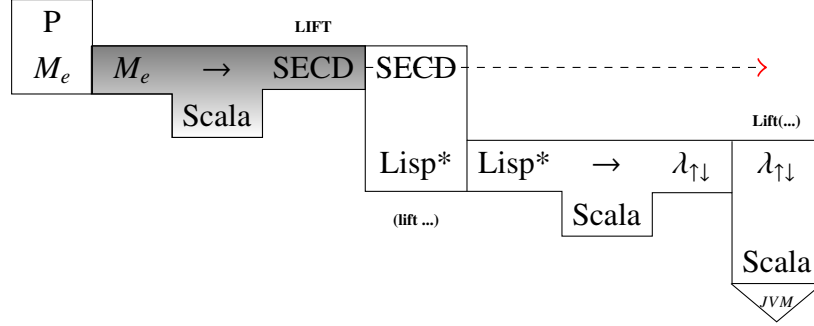 P LIFT
M_e M_e → SECD SECD
Scala Lift(...)
Lisp* Lisp* → λ↑↓ λ↑↓
(lift ...) Scala
Scala
JVM